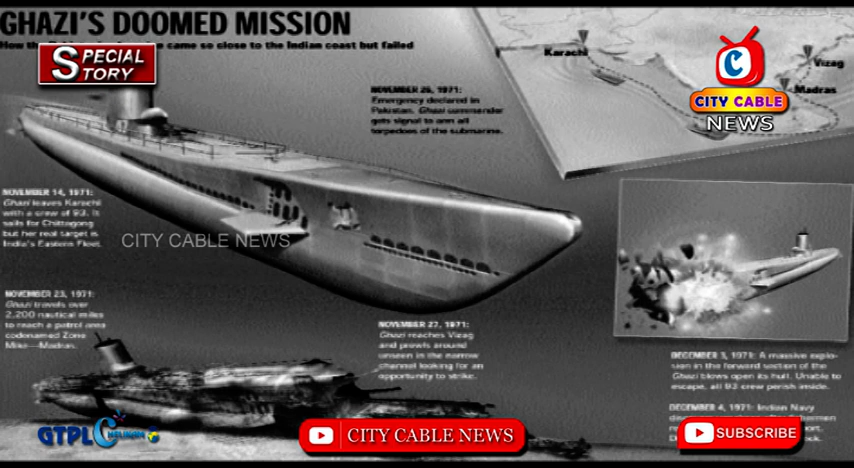 GHAZI'S DOOMED MISSION
How the
came so close to the Indian coast but failed
SPECIAL
STORY
Karachi
Vizag
Madras
CITY CABLE
NEWS
NOVEMBER 26, 1971:
Emergency declared in
Pakistan. Ghazi commander
gets signal to arm all
torpedoes of the submarine.
NOVEMBER 14, 1971:
Ghazi leaves Karachi
with a crew of 93. It
sails for Chittagong
but her real target is
India's Eastern Fleet.
CITY CABLE NEWS
NOVEMBER 23, 1971:
Ghazi travels over
2,200 nautical miles
to reach a patrol area
codenamed Zone
Mike—Madras.
NOVEMBER 27, 1971:
Ghazi reaches Vizag
and prowls around
unseen in the narrow
channel looking for an
opportunity to strike.
DECEMBER 3, 1971: A massive explo-
sion in the forward section of the
Ghazi blows open its hull. Unable to
escape, all 93 crew perish inside.
DECEMBER 4, 1971: Indian Navy
GTPL
CITY CABLE NEWS
SUBSCRIBE